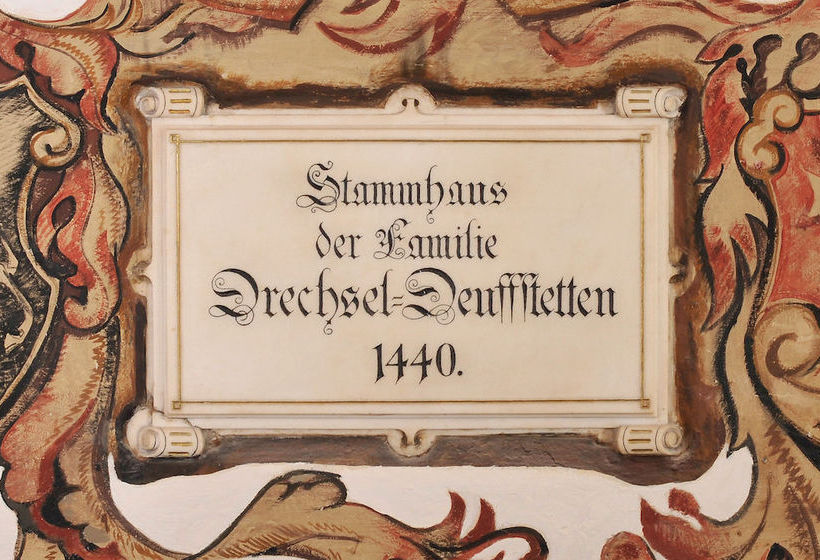 Stammhaus
der Familie
Drechsel=Deuffstetten
1440.